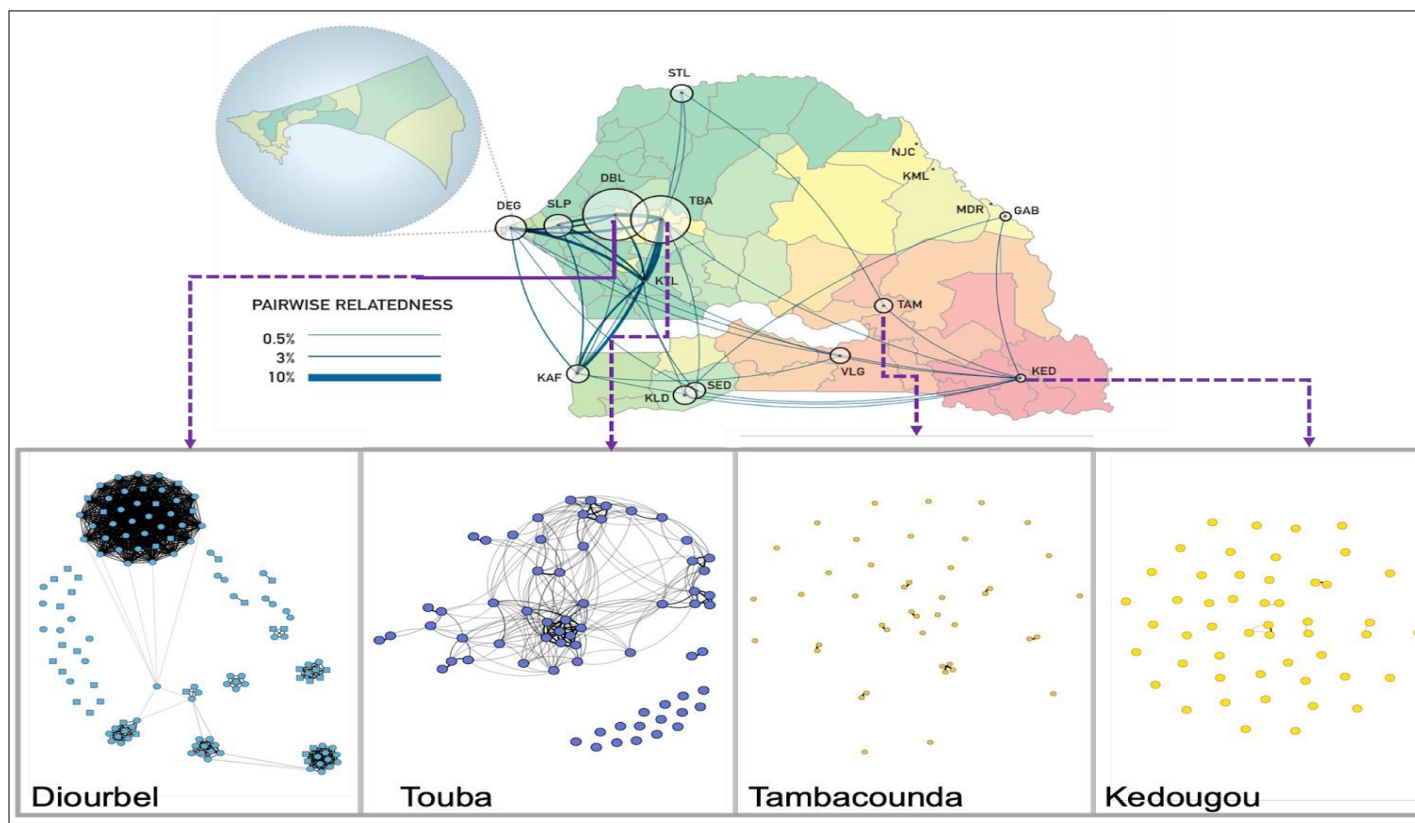 STL
NJC
KML
DBL
TBA
MDR
GAB
DEG
SLP
KTL
PAIRWISE RELATEDNESS
0.5%
3%
10%
TAM
KAF
VLG
KED
SED
KLD
Diourbel
Touba
Tambacounda
Kedougou